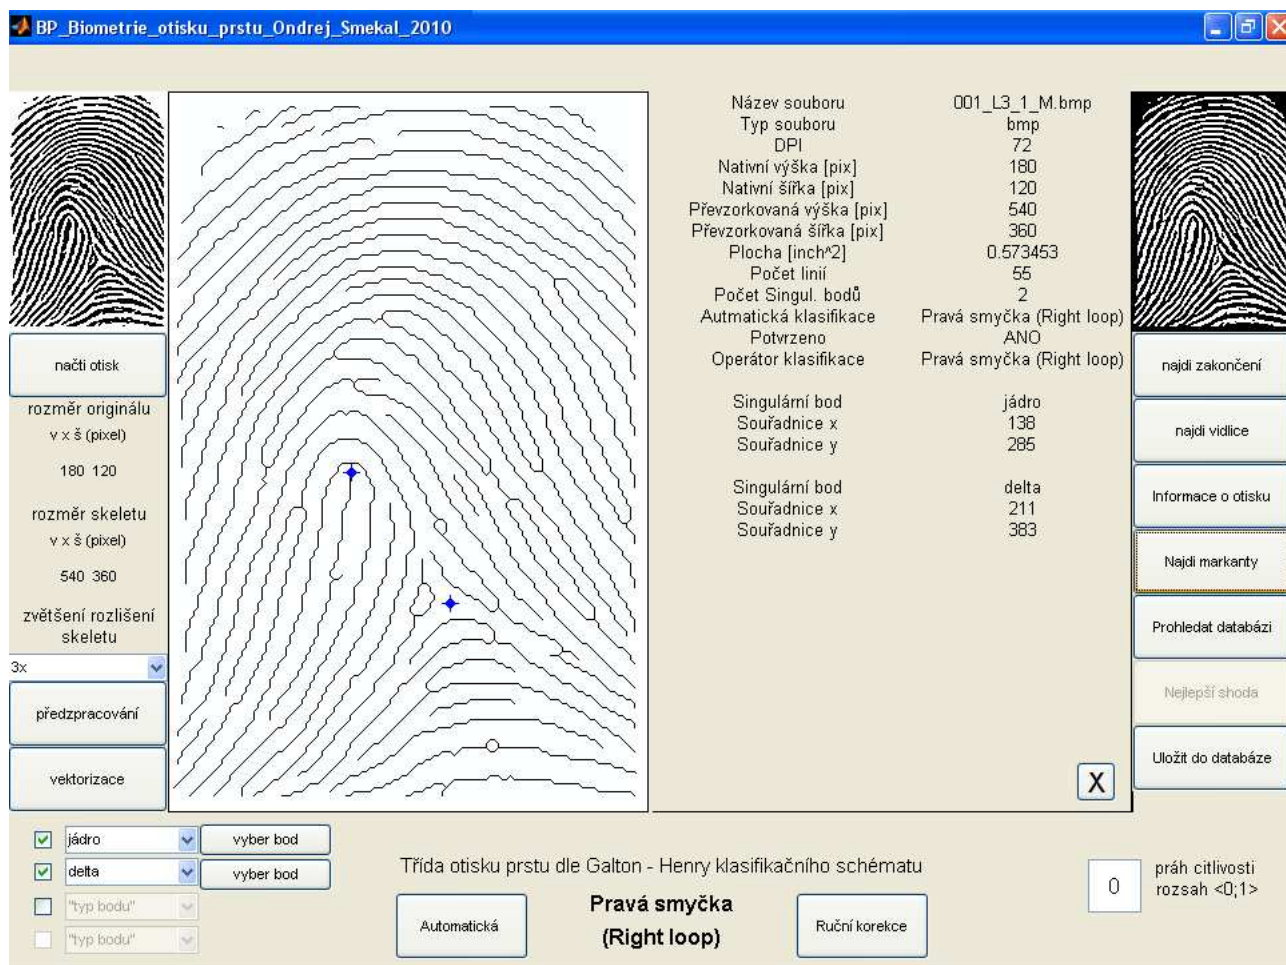 BP_Biometrie_otisku_prstu_Ondrej_Smekal_2010
načti otisk
rozměr originálu
v x š (pixel)
180 120
rozměr skeletu
v x š (pixel)
540 360
zvětšení rozlišení
skeletu
3x
předzpracování
vektorizace
Název souboru 001_L3_1_M.bmp
Typ souboru bmp
DPI 72
Nativní výška [pix] 180
Nativní šířka [pix] 120
Převzorkovaná výška [pix] 540
Převzorkovaná šířka [pix] 360
Plocha [inch^2] 0.573453
Počet linií 55
Počet Singul. bodů 2
Autmatická klasifikace Pravá smyčka (Right loop)
Potvrzeno ANO
Operátor klasifikace Pravá smyčka (Right loop)
Singulární bod jádro
Souřadnice x 138
Souřadnice y 285
Singulární bod delta
Souřadnice x 211
Souřadnice y 383
X
najdi zakončení
najdi vidlice
Informace o otisku
Najdi markanty
Prohledat databázi
Nejlepší shoda
Uložit do databáze
jádro vyber bod
delta vyber bod
"typ bodu"
"typ bodu"
Třída otisku prstu dle Galton - Henry klasifikačního schématu
Automatická
Pravá smyčka
(Right loop)
Ruční korekce
0
práh citlivosti
rozsah <0;1>